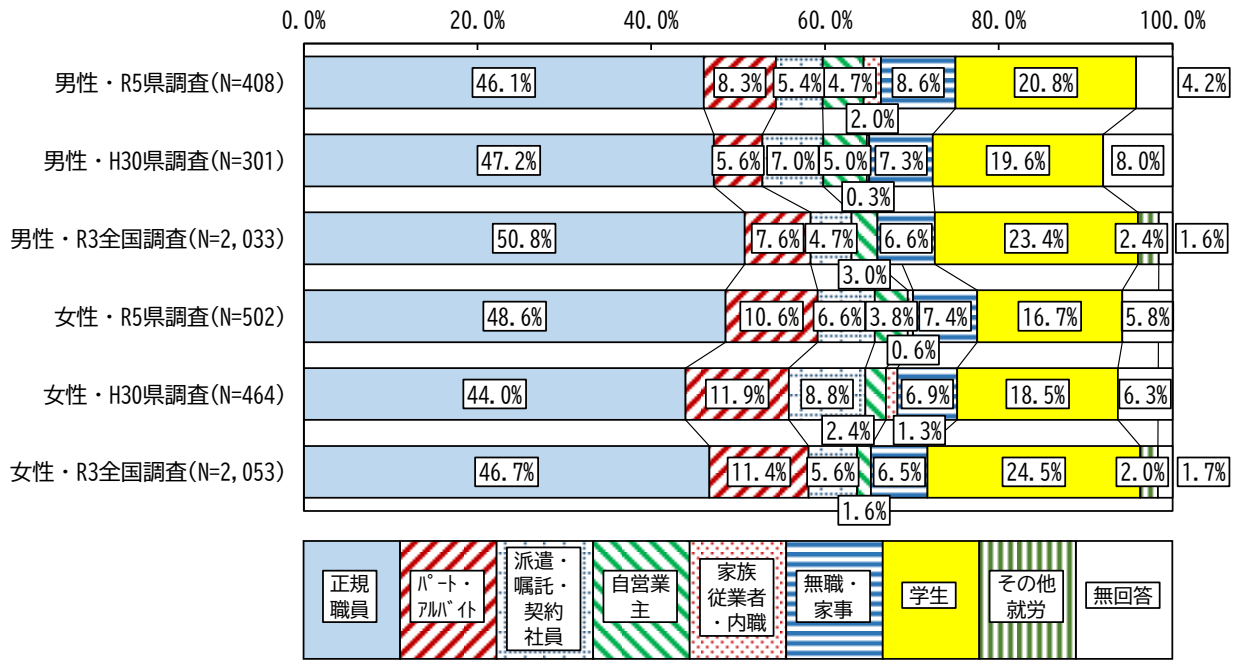 0.0% 20.0% 40.0% 60.0% 80.0% 100.0%
男性・R5県調査(N=408) 46.1% 8.3% 5.4% 4.7% 2.0% 8.6% 20.8% 4.2%
男性・H30県調査(N=301) 47.2% 5.6% 7.0% 5.0% 0.3% 7.3% 19.6% 8.0%
男性・R3全国調査(N=2,033) 50.8% 7.6% 4.7% 3.0% 6.6% 23.4% 2.4% 1.6%
女性・R5県調査(N=502) 48.6% 10.6% 6.6% 3.8% 0.6% 7.4% 16.7% 5.8%
女性・H30県調査(N=464) 44.0% 11.9% 8.8% 2.4% 1.3% 6.9% 18.5% 6.3%
女性・R3全国調査(N=2,053) 46.7% 11.4% 5.6% 1.6% 6.5% 24.5% 2.0% 1.7%
正規
職員
ﾊﾟｰﾄ・
ｱﾙﾊﾞｲﾄ
派遣・
嘱託・
契約
社員
自営業
主
家族
従業者
・内職
無職・
家事
学生
その他
就労
無回答